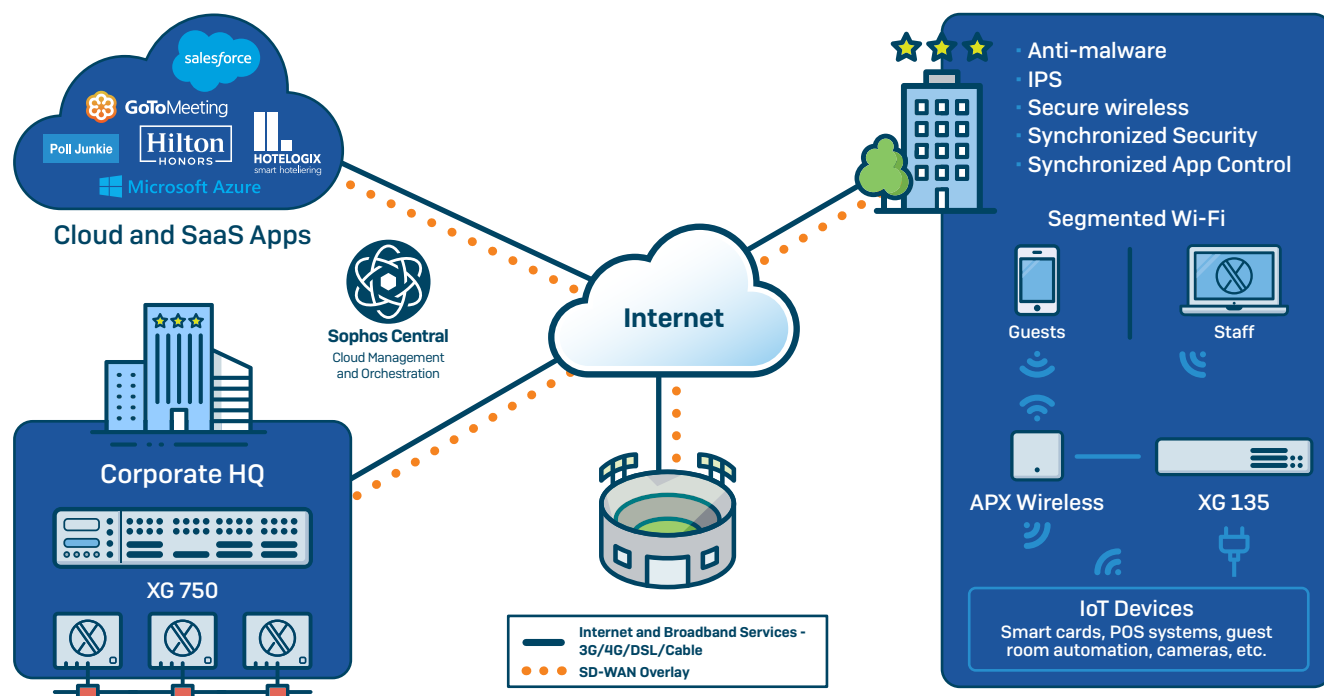 salesforce
GoToMeeting
Poll Junkie
Hilton
HONORS
HOTELOGIX
smart hoteliering
Microsoft Azure
Cloud and SaaS Apps
Sophos Central
Cloud Management
and Orchestration
Corporate HQ
XG 750
Internet
Internet and Broadband Services -
3G/4G/DSL/Cable
SD-WAN Overlay
· Anti-malware
· IPS
· Secure wireless
· Synchronized Security
· Synchronized App Control
Segmented Wi-Fi
Guests
Staff
APX Wireless
XG 135
IoT Devices
Smart cards, POS systems, guest
room automation, cameras, etc.